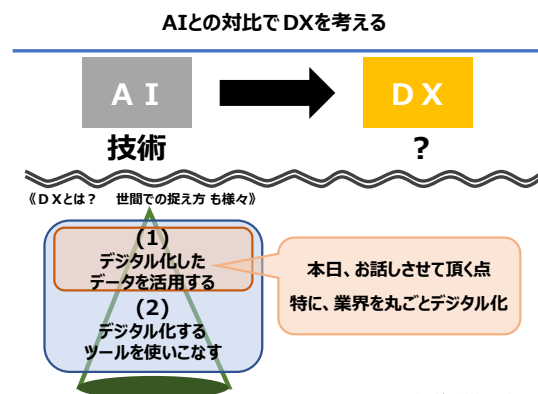 AIとの対比でDXを考える
ＡＩ
ＤＸ
技術
?
《ＤＸとは？　世間での捉え方 も様々》
(1)
デジタル化した
データを活用する
(2)
デジタル化する
ツールを使いこなす
本日、お話しさせて頂く点
特に、業界を丸ごとデジタル化